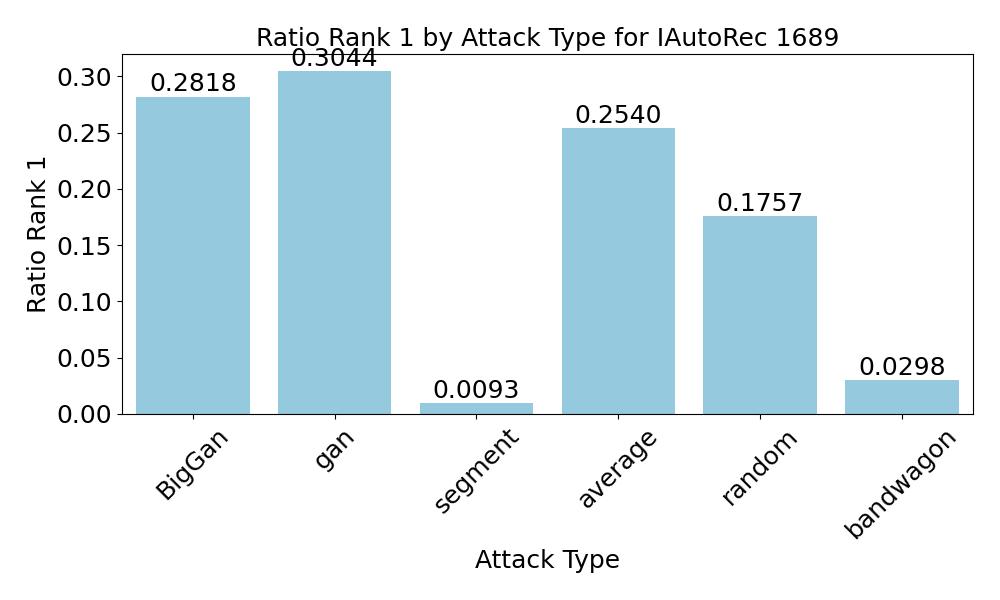 Ratio Rank 1 by Attack Type for IAutoRec 1689
0.30
0.25
0.20
0.15
0.10
0.05
0.00
Ratio Rank 1
0.2818
0.3044
0.0093
0.2540
0.1757
0.0298
BigGan
gan
segment
average
random
bandwagon
Attack Type